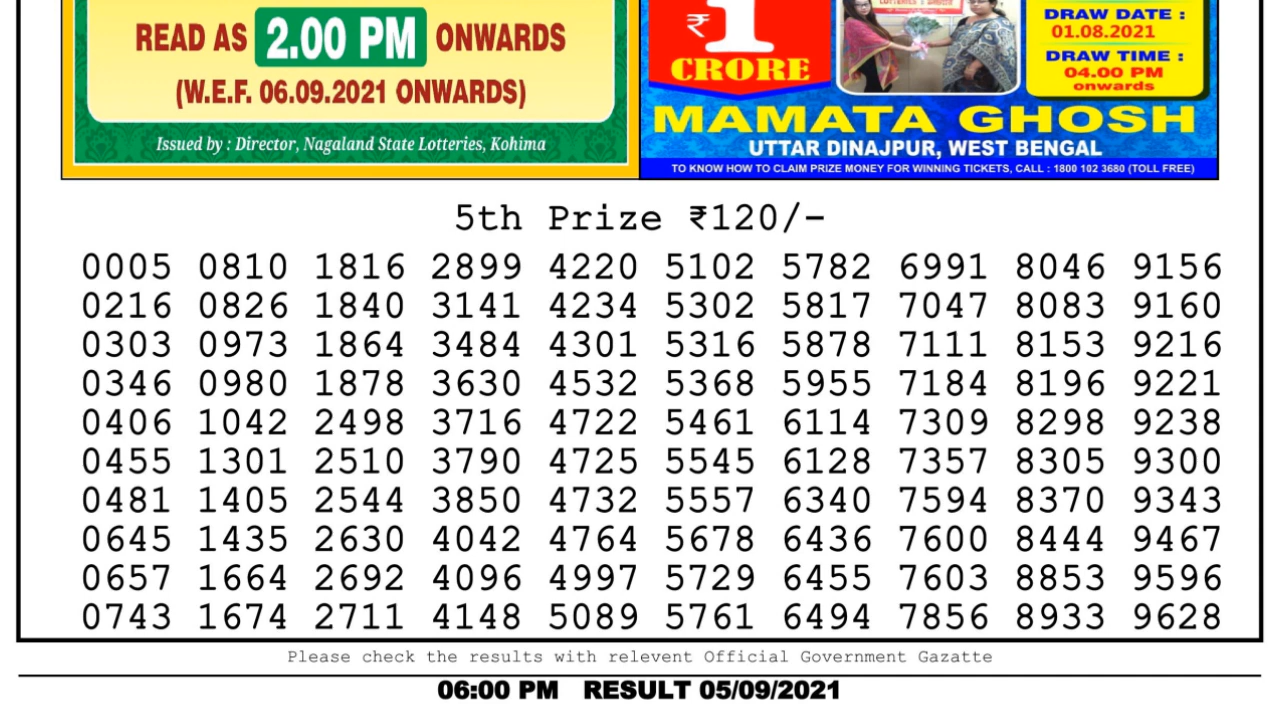 READ AS 2.00 PM ONWARDS
(W.E.F. 06.09.2021 ONWARDS)
Issued by : Director, Nagaland State Lotteries, Kohima
₹1
CRORE
DRAW DATE :
01.08.2021
DRAW TIME :
04.00 PM
onwards
MAMATA GHOSH
UTTAR DINAJPUR, WEST BENGAL
TO KNOW HOW TO CLAIM PRIZE MONEY FOR WINNING TICKETS, CALL : 1800 102 3680 (TOLL FREE)
5th Prize ₹120/-
0005 0810 1816 2899 4220 5102 5782 6991 8046 9156
0216 0826 1840 3141 4234 5302 5817 7047 8083 9160
0303 0973 1864 3484 4301 5316 5878 7111 8153 9216
0346 0980 1878 3630 4532 5368 5955 7184 8196 9221
0406 1042 2498 3716 4722 5461 6114 7309 8298 9238
0455 1301 2510 3790 4725 5545 6128 7357 8305 9300
0481 1405 2544 3850 4732 5557 6340 7594 8370 9343
0645 1435 2630 4042 4764 5678 6436 7600 8444 9467
0657 1664 2692 4096 4997 5729 6455 7603 8853 9596
0743 1674 2711 4148 5089 5761 6494 7856 8933 9628
Please check the results with relevent Official Government Gazatte
06:00 PM RESULT 05/09/2021